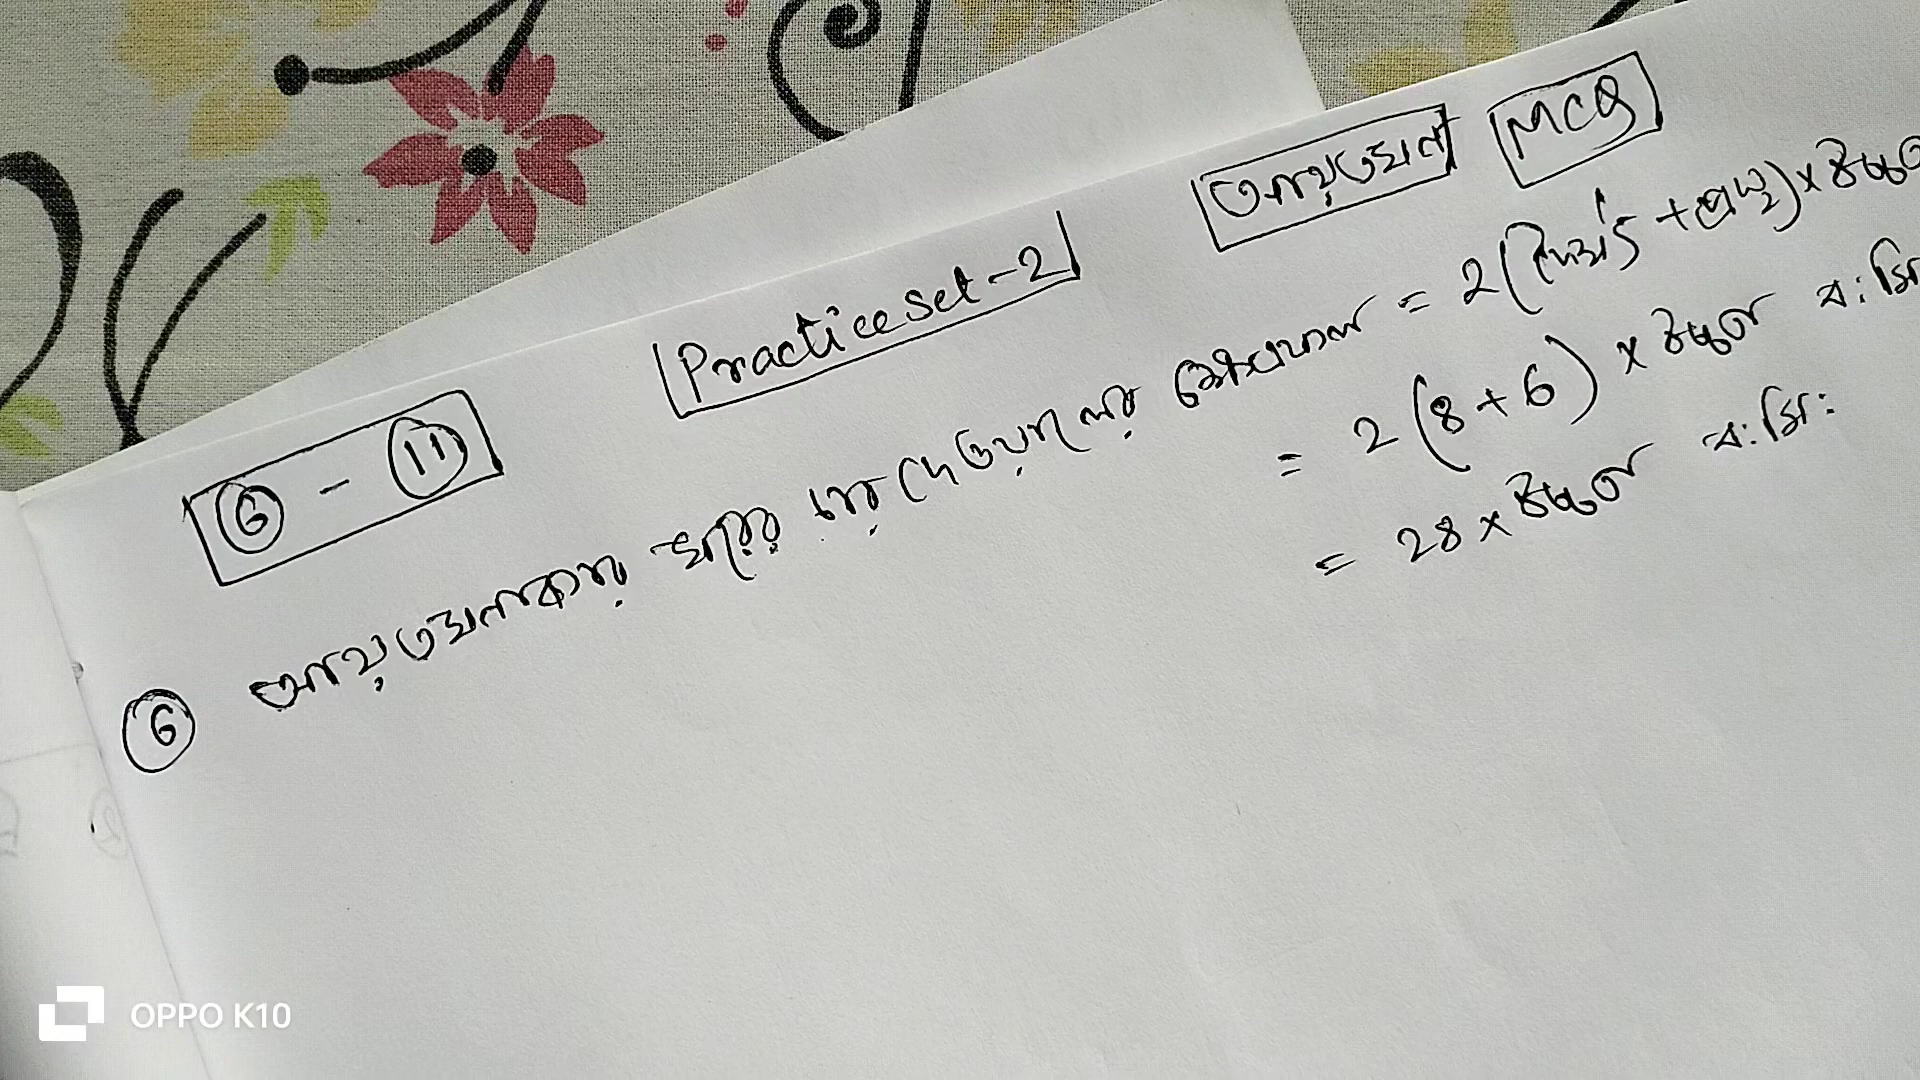 আয়তঘন MCQ
Practice Set-2
6 - 11
6 আয়তঘনাকার ঘরের চার দেওয়ালের ক্ষেত্রফল = 2(দৈর্ঘ্য + প্রস্থ) × উচ্চতা
= 2(8+6) × উচ্চতা ব: মি:
= 28 × উচ্চতা ব: মি:
OPPO K10